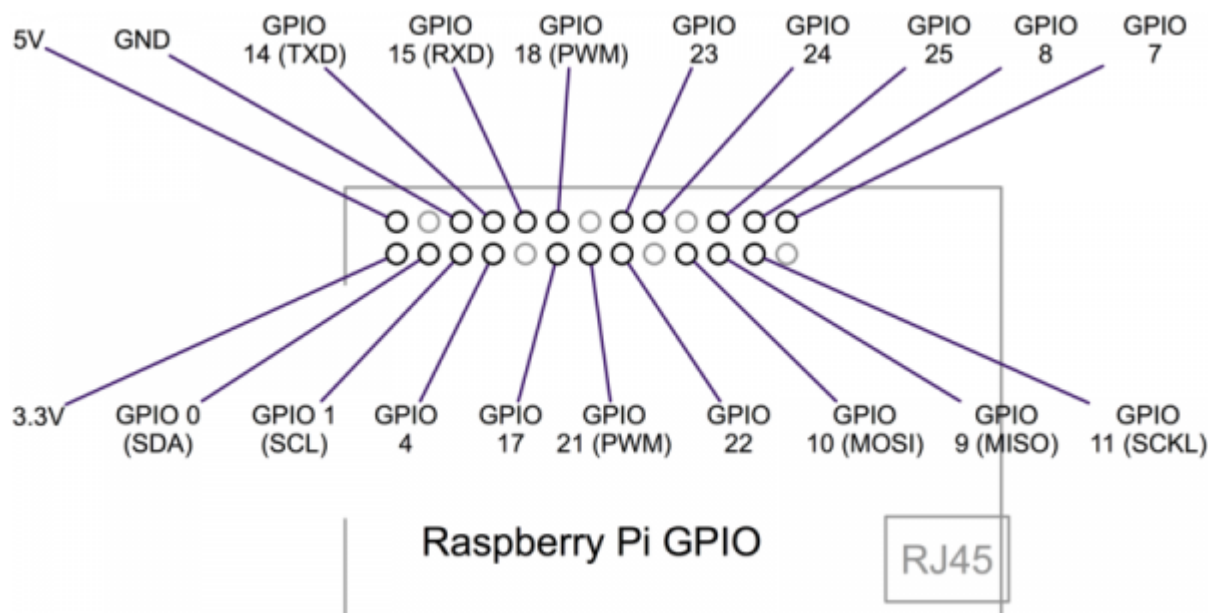 5V
GND
GPIO
14 (TXD)
GPIO
15 (RXD)
GPIO
18 (PWM)
GPIO
23
GPIO
24
GPIO
25
GPIO
8
GPIO
7
3.3V
GPIO 0
(SDA)
GPIO 1
(SCL)
GPIO
4
GPIO
17
GPIO
21 (PWM)
GPIO
22
GPIO
10 (MOSI)
GPIO
9 (MISO)
GPIO
11 (SCKL)
Raspberry Pi GPIO
RJ45